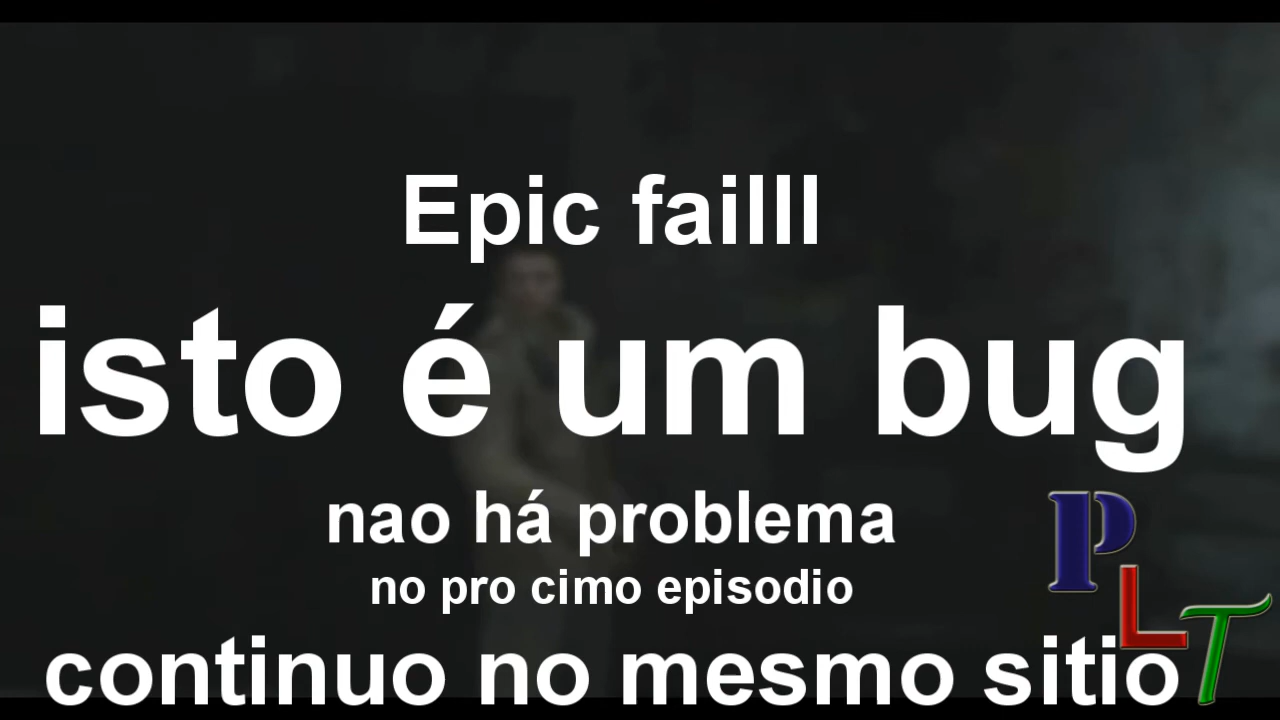 Epic failll
isto é um bug
nao há problema
no pro cimo episodio
continuo no mesmo sitio
PLT